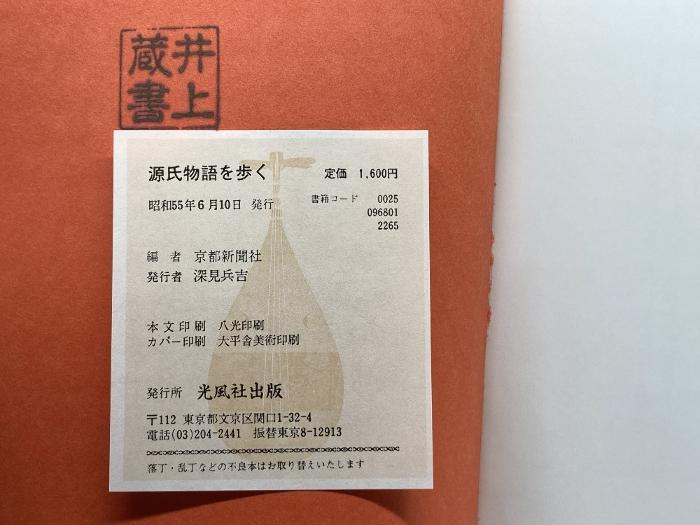 井上
蔵書
源氏物語を歩く 定価 1,600円
昭和55年6月10日 発行 書籍コード 0025
096801
2265
編 者 京都新聞社
発行者 深見兵吉
本文印刷 八光印刷
カバー印刷 大平舎美術印刷
発行所 光風社出版
〒112 東京都文京区関口1-32-4
電話(03)204-2441 振替東京8-12913
落丁・乱丁などの不良本はお取り替えいたします